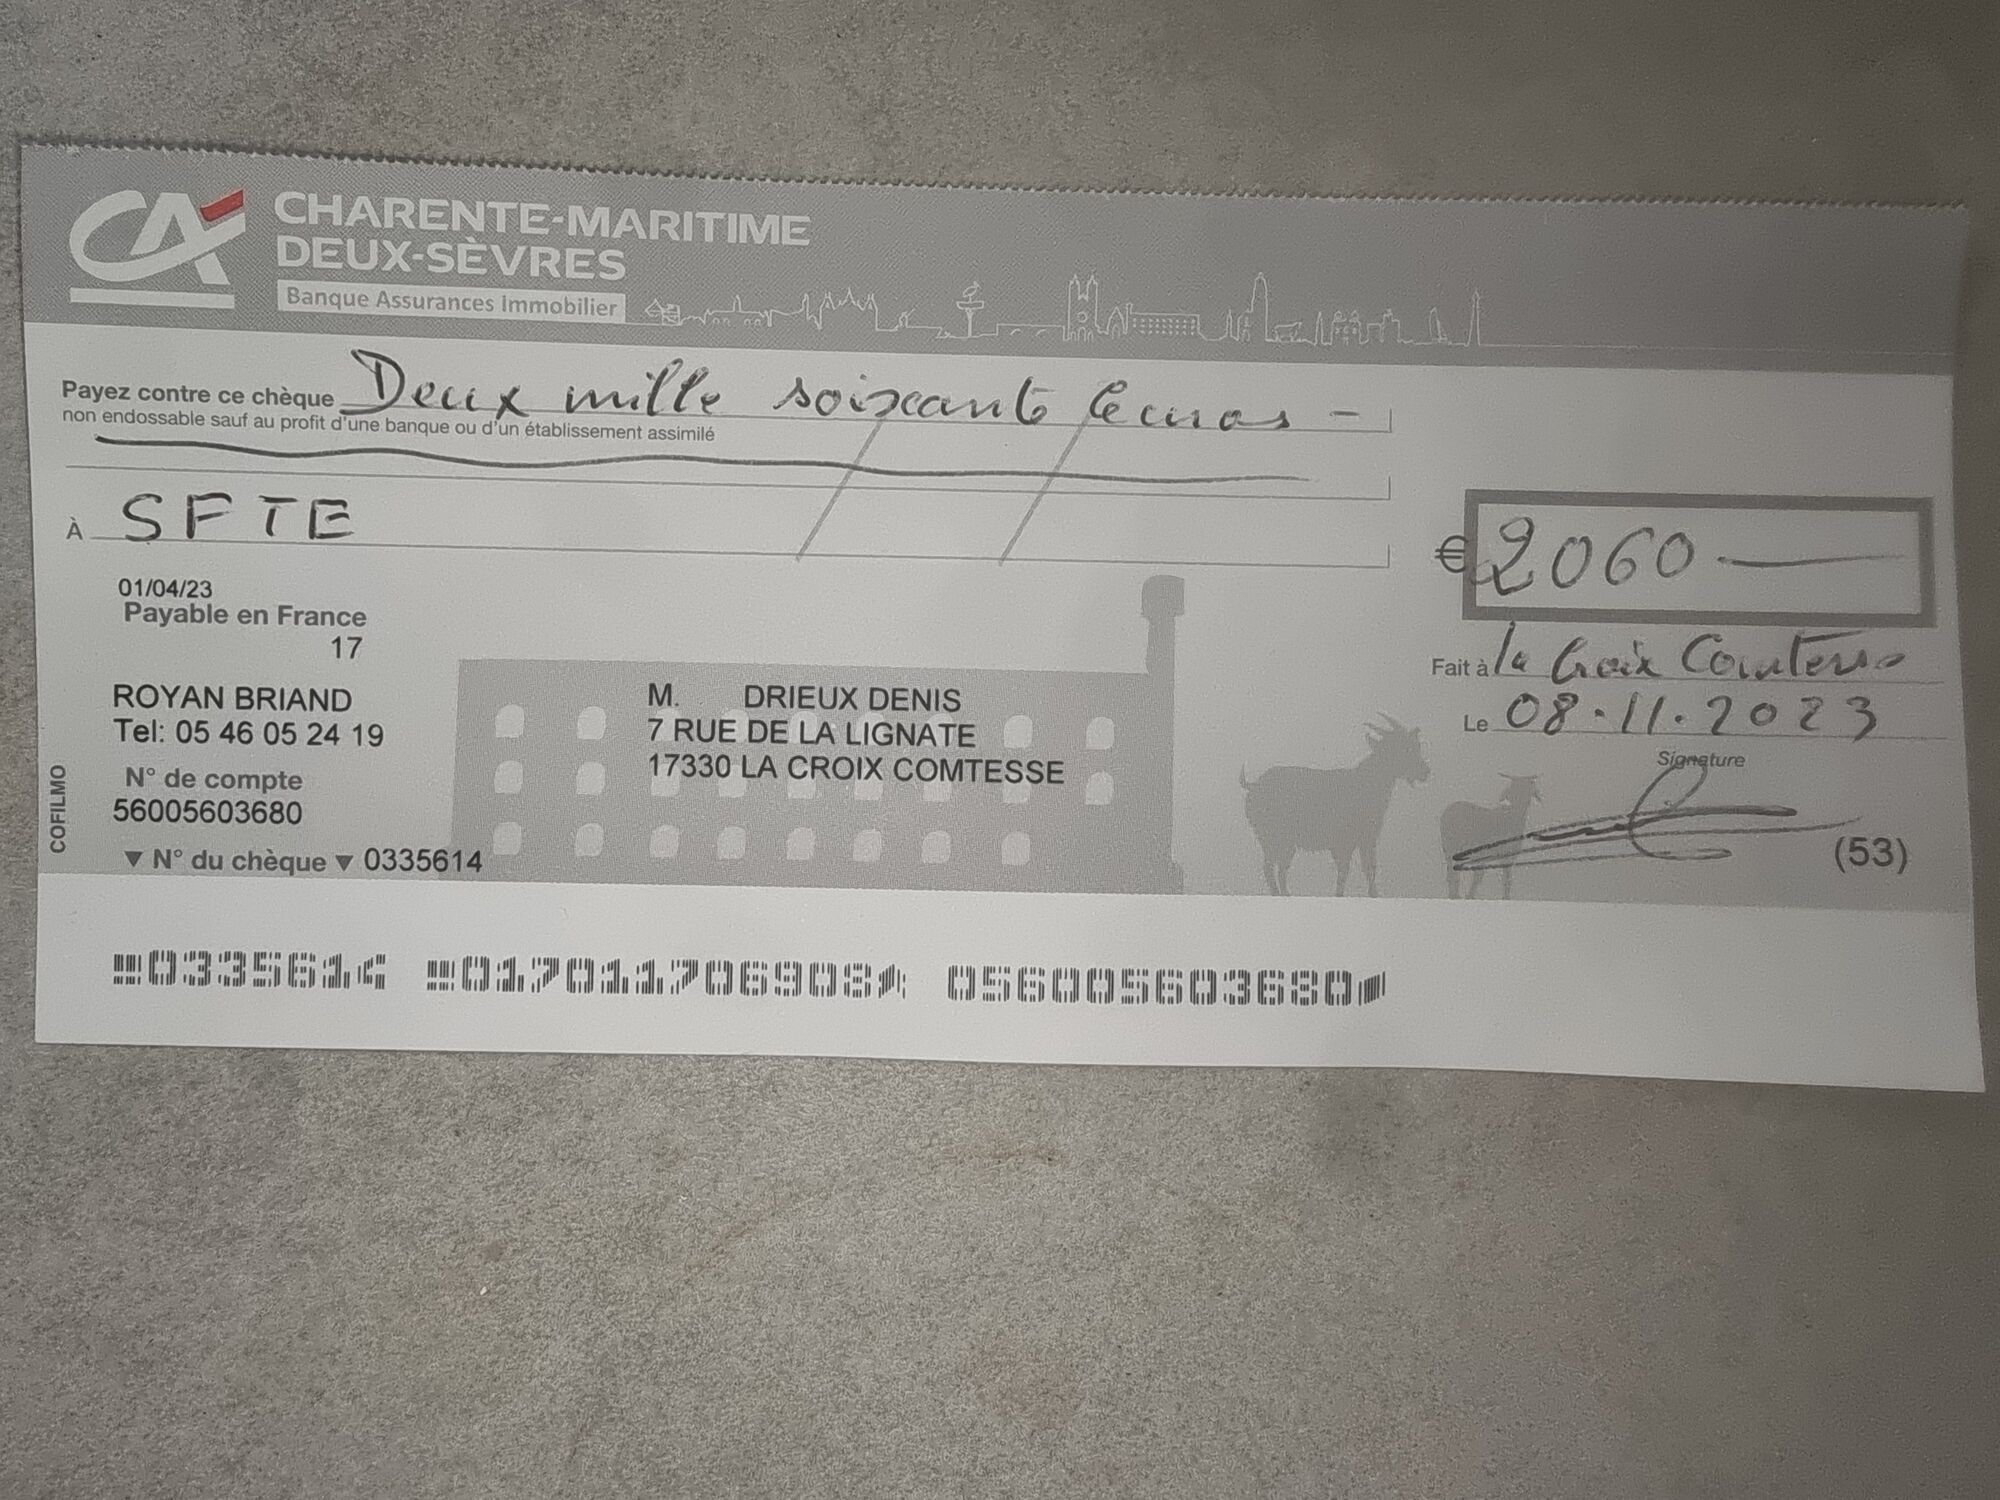 CA CHARENTE-MARITIME
DEUX-SÈVRES
Banque Assurances Immobilier
Payez contre ce chèque Deux mille soixante euros -
non endossable sauf au profit d'une banque ou d'un établissement assimilé
À SFTE
€ 2060
01/04/23
Payable en France
17
Fait à la Croix Comtesse
Le 08.11.2023
Signature
ROYAN BRIAND
Tel: 05 46 05 24 19
M. DRIEUX DENIS
7 RUE DE LA LIGNATE
17330 LA CROIX COMTESSE
N° de compte
56005603680
COFILMO
▼ N° du chèque ▼ 0335614
(53)
0335614 017011706908 056005603680